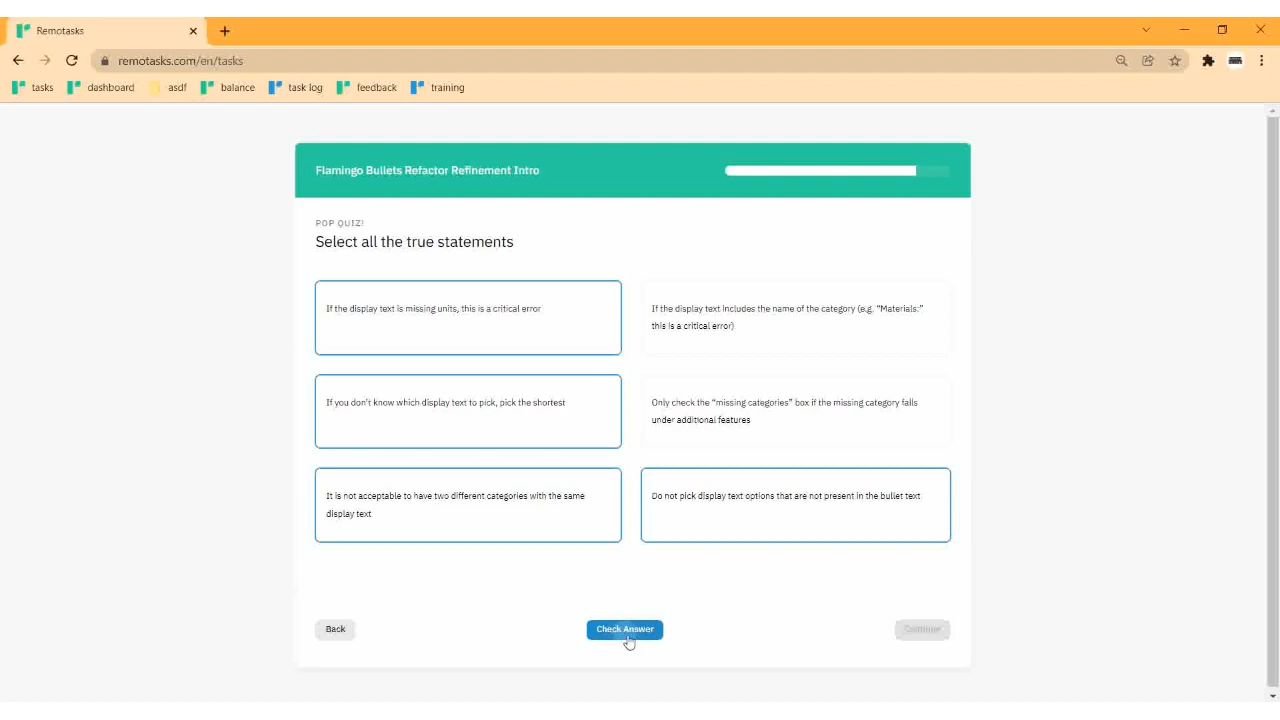 Remotasks
remotasks.com/en/tasks
tasks dashboard asdf balance task log feedback training
Flamingo Bullets Refactor Refinement Intro
POP QUIZ!
Select all the true statements
If the display text is missing units, this is a critical error
If the display text includes the name of the category (e.g. “Materials:”
this is a critical error)
If you don't know which display text to pick, pick the shortest
Only check the “missing categories” box if the missing category falls
under additional features
It is not acceptable to have two different categories with the same
display text
Do not pick display text options that are not present in the bullet text
Back
Check Answer
Continue